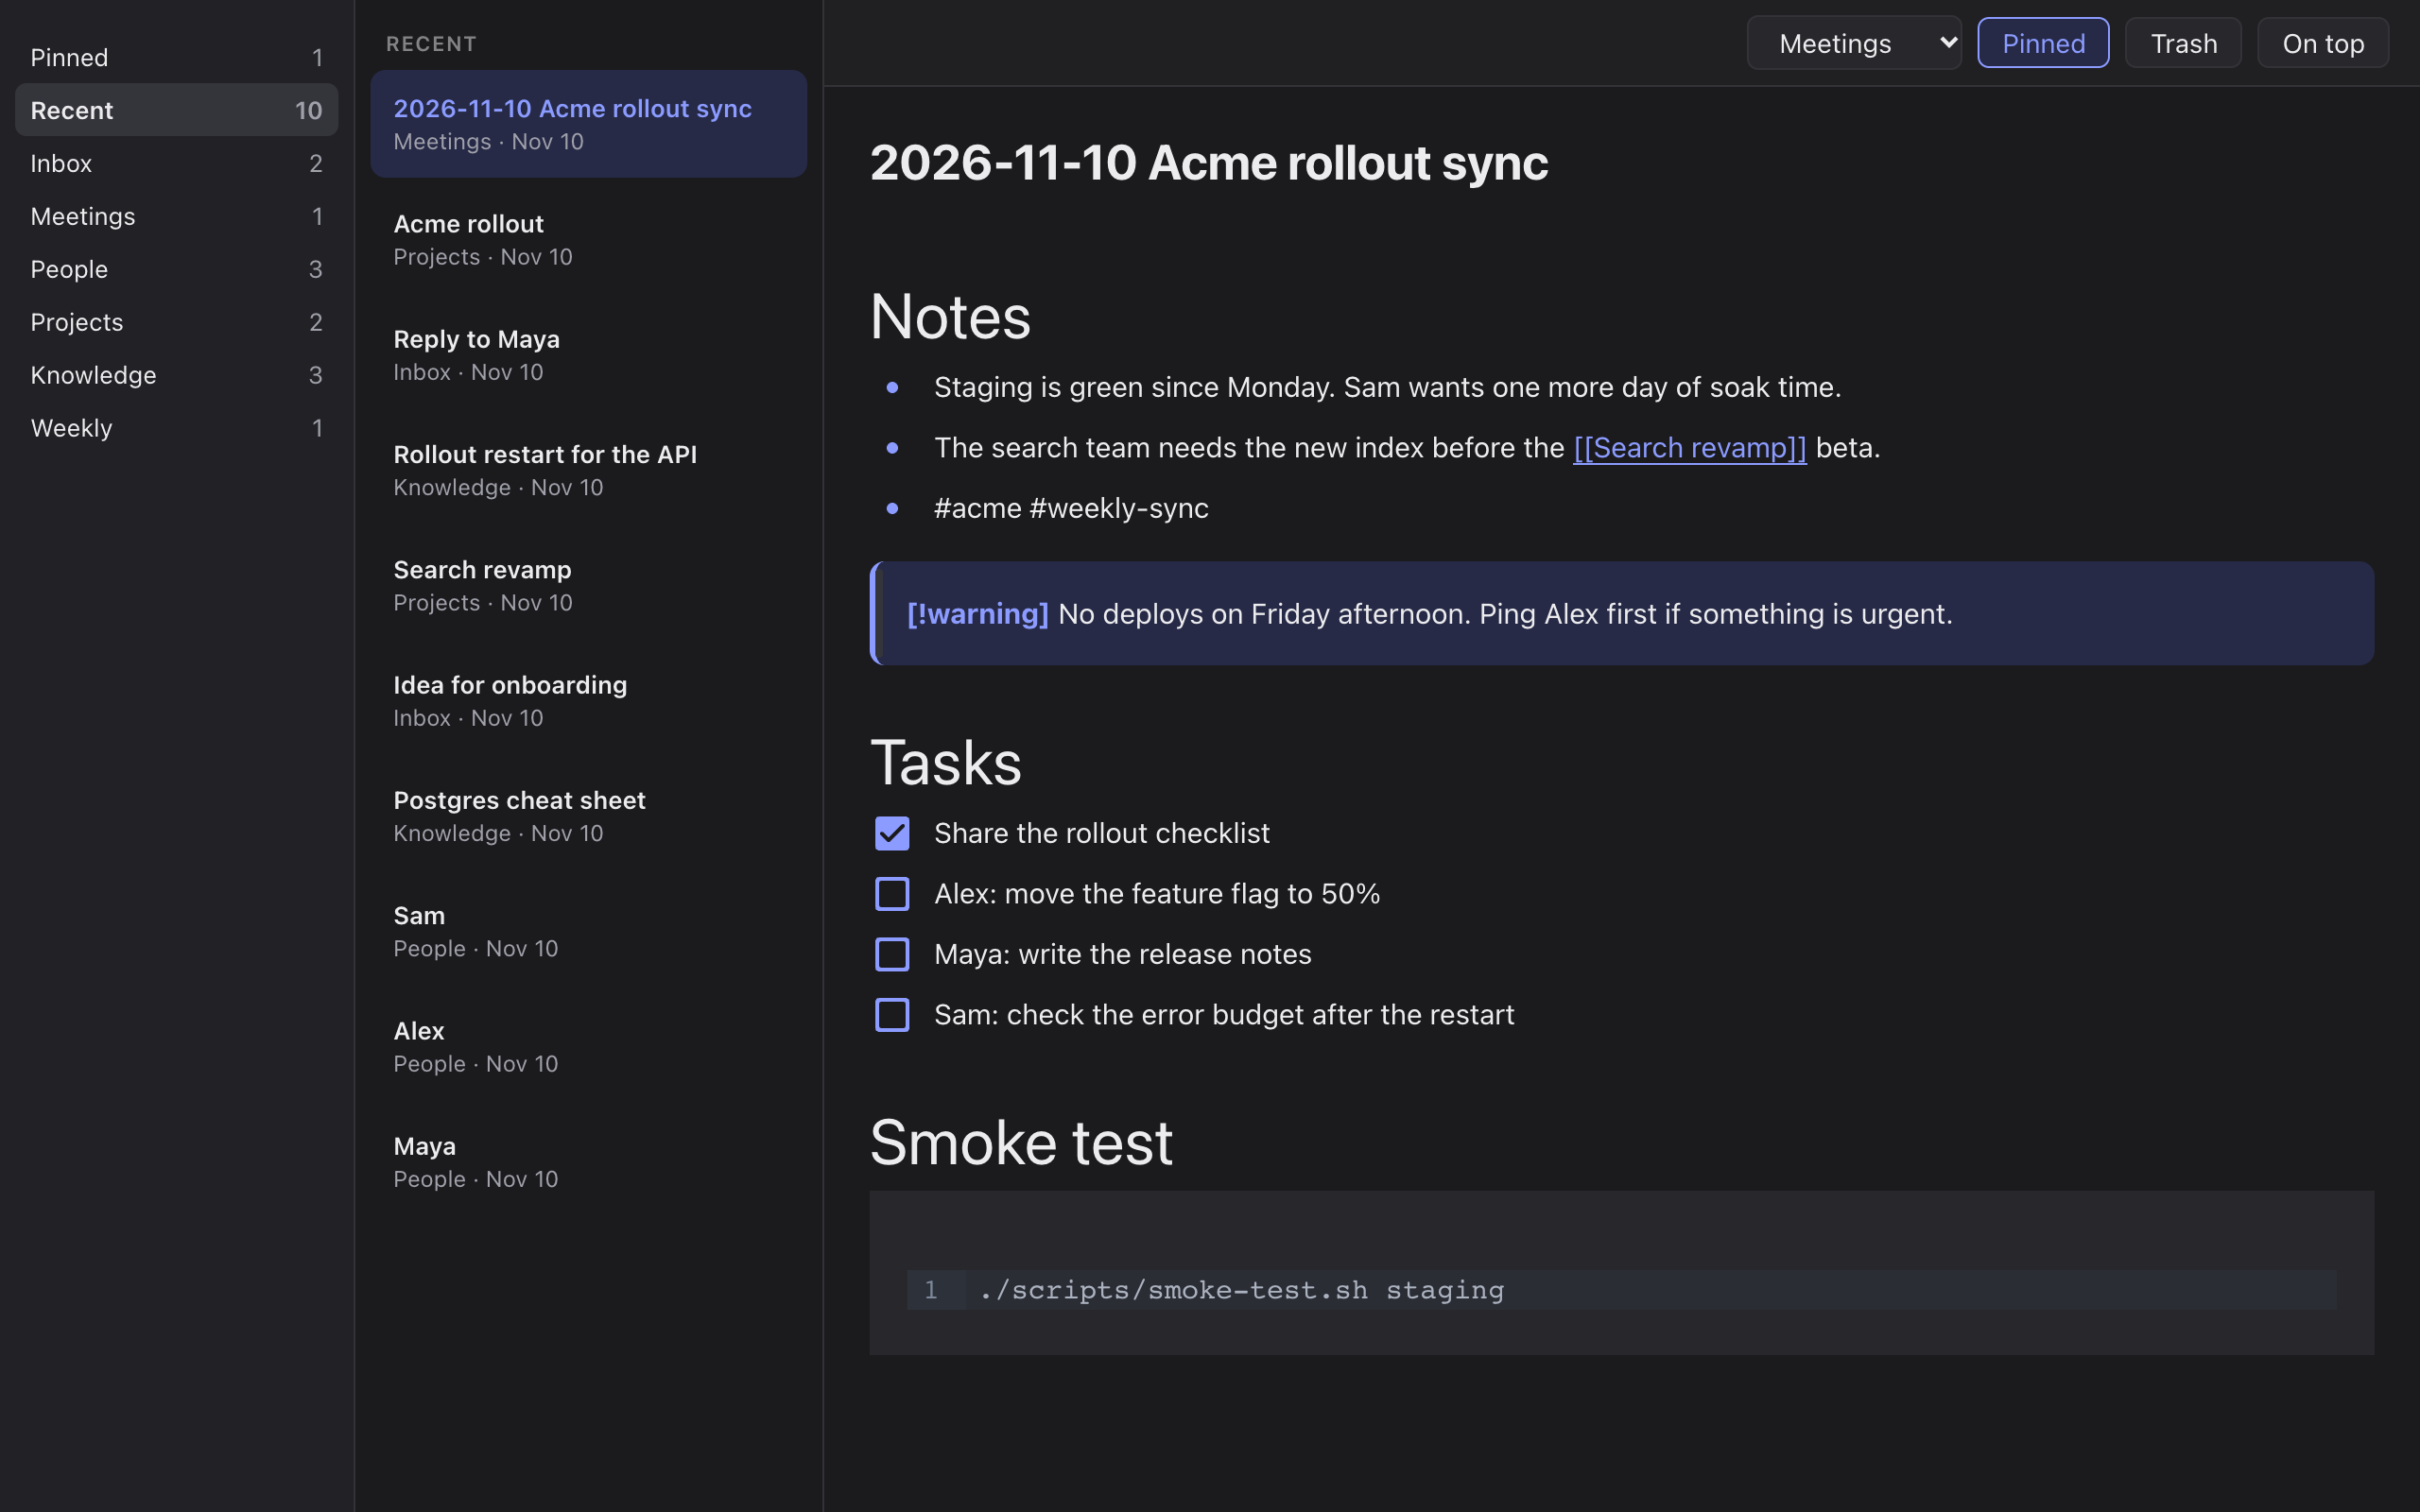 Pinned 1
Recent 10
Inbox 2
Meetings 1
People 3
Projects 2
Knowledge 3
Weekly 1
RECENT
2026-11-10 Acme rollout sync
Meetings · Nov 10
Acme rollout
Projects · Nov 10
Reply to Maya
Inbox · Nov 10
Rollout restart for the API
Knowledge · Nov 10
Search revamp
Projects · Nov 10
Idea for onboarding
Inbox · Nov 10
Postgres cheat sheet
Knowledge · Nov 10
Sam
People · Nov 10
Alex
People · Nov 10
Maya
People · Nov 10
Meetings Pinned Trash On top
2026-11-10 Acme rollout sync
Notes
Staging is green since Monday. Sam wants one more day of soak time.
The search team needs the new index before the [[Search revamp]] beta.
#acme #weekly-sync
[!warning] No deploys on Friday afternoon. Ping Alex first if something is urgent.
Tasks
Share the rollout checklist
Alex: move the feature flag to 50%
Maya: write the release notes
Sam: check the error budget after the restart
Smoke test
1 ./scripts/smoke-test.sh staging